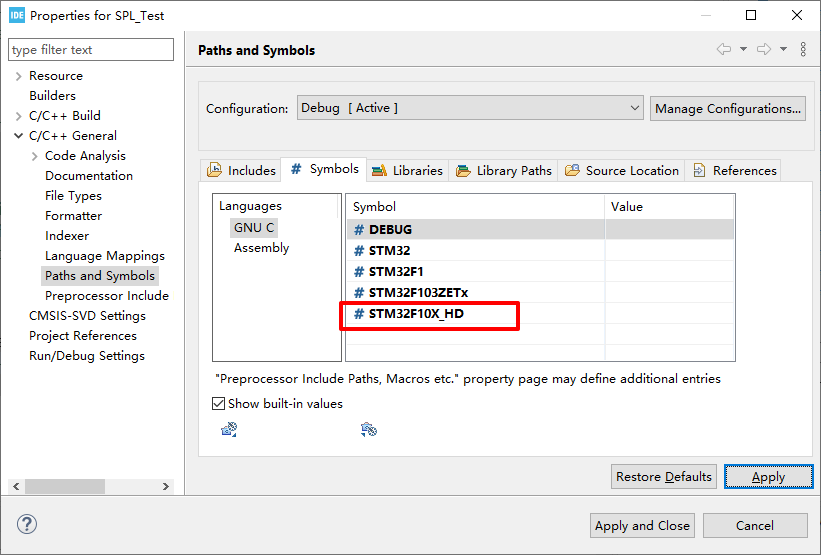 IDE Properties for SPL_Test
type filter text
Resource
Builders
C/C++ Build
C/C++ General
Code Analysis
Documentation
File Types
Formatter
Indexer
Language Mappings
Paths and Symbols
Preprocessor Include
CMSIS-SVD Settings
Project References
Run/Debug Settings
Paths and Symbols
Configuration: Debug [ Active ] Manage Configurations...
Includes # Symbols Libraries Library Paths Source Location References
Languages
GNU C
Assembly
Symbol Value
# DEBUG
# STM32
# STM32F1
# STM32F103ZETx
# STM32F10X_HD
"Preprocessor Include Paths, Macros etc." property page may define additional entries
Show built-in values
Restore Defaults Apply
? Apply and Close Cancel